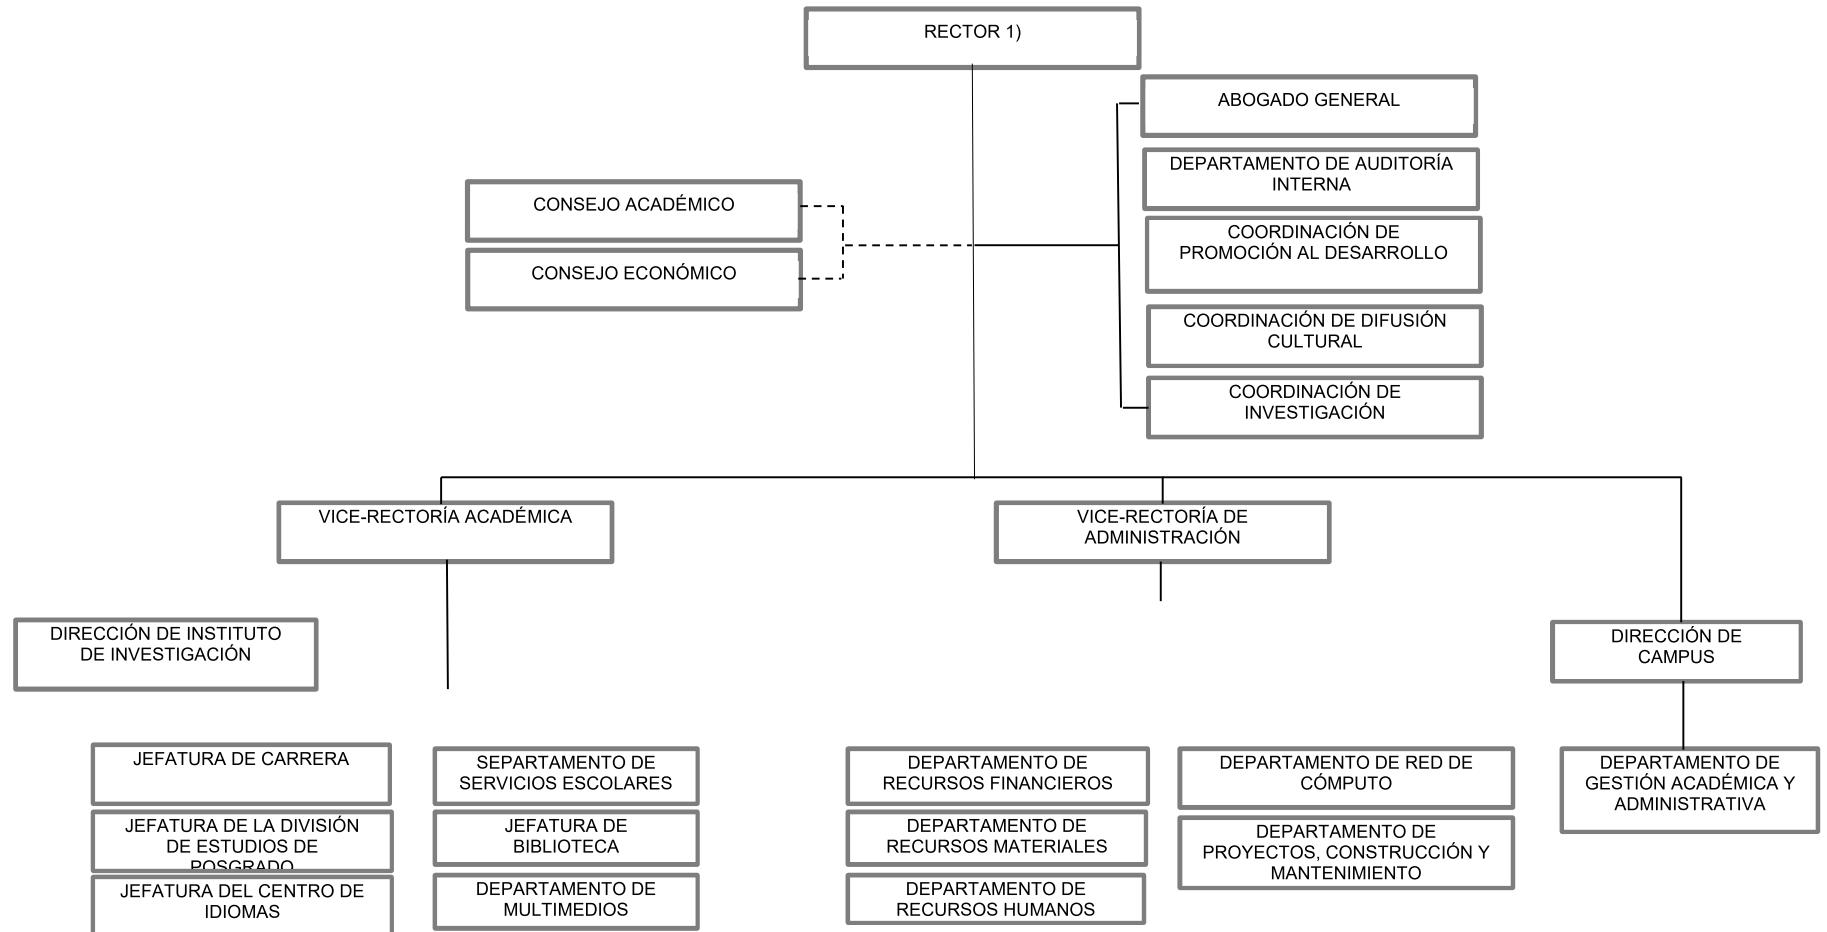 RECTOR 1)
ABOGADO GENERAL
DEPARTAMENTO DE AUDITORÍA
INTERNA
CONSEJO ACADÉMICO
COORDINACIÓN DE
PROMOCIÓN AL DESARROLLO
CONSEJO ECONÓMICO
COORDINACIÓN DE DIFUSIÓN
CULTURAL
COORDINACIÓN DE
INVESTIGACIÓN
VICE-RECTORÍA ACADÉMICA
VICE-RECTORÍA DE
ADMINISTRACIÓN
DIRECCIÓN DE INSTITUTO
DE INVESTIGACIÓN
DIRECCIÓN DE
CAMPUS
JEFATURA DE CARRERA
JEFATURA DE LA DIVISIÓN
DE ESTUDIOS DE
POSGRADO
JEFATURA DEL CENTRO DE
IDIOMAS
SEPARTAMENTO DE
SERVICIOS ESCOLARES
JEFATURA DE
BIBLIOTECA
DEPARTAMENTO DE
MULTIMEDIOS
DEPARTAMENTO DE
RECURSOS FINANCIEROS
DEPARTAMENTO DE
RECURSOS MATERIALES
DEPARTAMENTO DE
RECURSOS HUMANOS
DEPARTAMENTO DE RED DE
CÓMPUTO
DEPARTAMENTO DE
PROYECTOS, CONSTRUCCIÓN Y
MANTENIMIENTO
DEPARTAMENTO DE
GESTIÓN ACADÉMICA Y
ADMINISTRATIVA